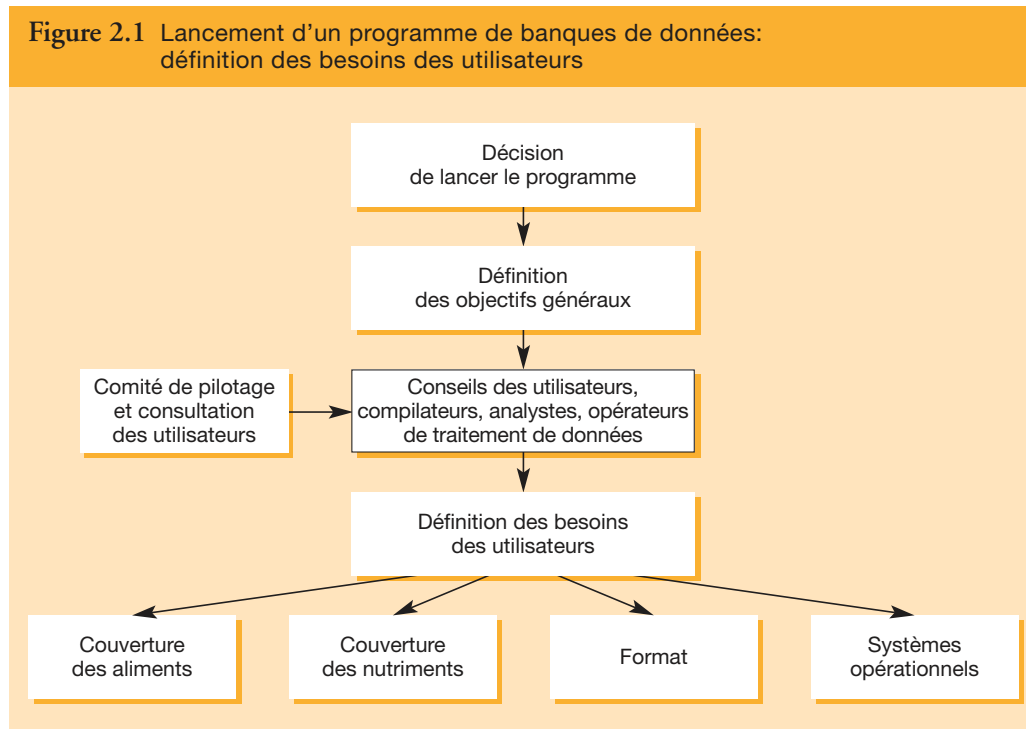 Figure 2.1 Lancement d'un programme de banques de données:
définition des besoins des utilisateurs
Décision
de lancer le programme
Définition
des objectifs généraux
Comité de pilotage
et consultation
des utilisateurs
Conseils des utilisateurs,
compilateurs, analystes, opérateurs
de traitement de données
Définition des besoins
des utilisateurs
Couverture
des aliments
Couverture
des nutriments
Format
Systèmes
opérationnels